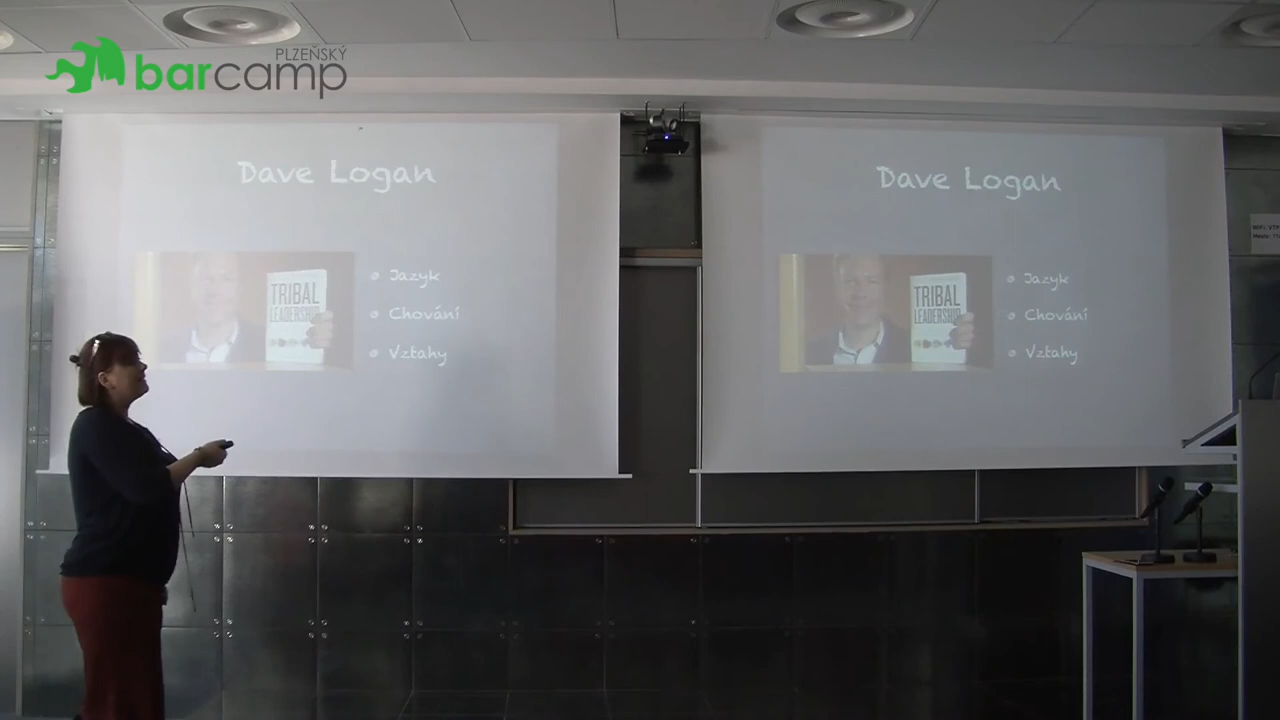 PLZEŇSKÝ
barcamp
Dave Logan
TRIBAL
LEADERSHIP
Jazyk
Chování
Vztahy
Dave Logan
TRIBAL
LEADERSHIP
Jazyk
Chování
Vztahy